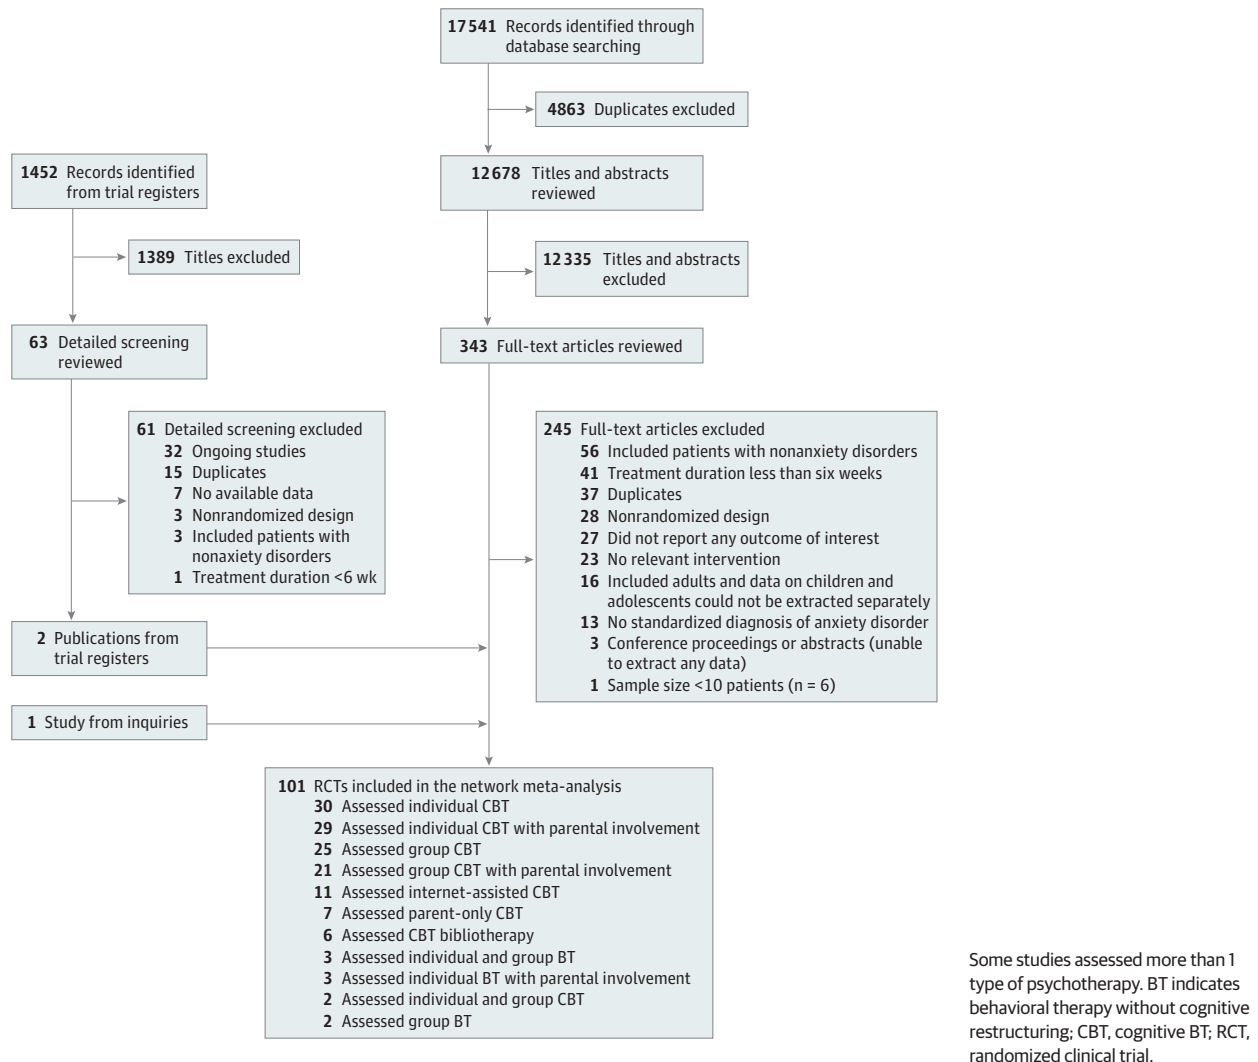 17541 Records identified through
database searching
4863 Duplicates excluded
1452 Records identified
from trial registers
12678 Titles and abstracts
reviewed
1389 Titles excluded
12335 Titles and abstracts
excluded
63 Detailed screening
reviewed
343 Full-text articles reviewed
61 Detailed screening excluded
32 Ongoing studies
15 Duplicates
7 No available data
3 Nonrandomized design
3 Included patients with
nonaxiety disorders
1 Treatment duration <6 wk
245 Full-text articles excluded
56 Included patients with nonanxiety disorders
41 Treatment duration less than six weeks
37 Duplicates
28 Nonrandomized design
27 Did not report any outcome of interest
23 No relevant intervention
16 Included adults and data on children and
adolescents could not be extracted separately
13 No standardized diagnosis of anxiety disorder
3 Conference proceedings or abstracts (unable
to extract any data)
1 Sample size <10 patients (n = 6)
2 Publications from
trial registers
1 Study from inquiries
101 RCTs included in the network meta-analysis
30 Assessed individual CBT
29 Assessed individual CBT with parental involvement
25 Assessed group CBT
21 Assessed group CBT with parental involvement
11 Assessed internet-assisted CBT
7 Assessed parent-only CBT
6 Assessed CBT bibliotherapy
3 Assessed individual and group BT
3 Assessed individual BT with parental involvement
2 Assessed individual and group CBT
2 Assessed group BT
Some studies assessed more than 1
type of psychotherapy. BT indicates
behavioral therapy without cognitive
restructuring; CBT, cognitive BT; RCT,
randomized clinical trial.